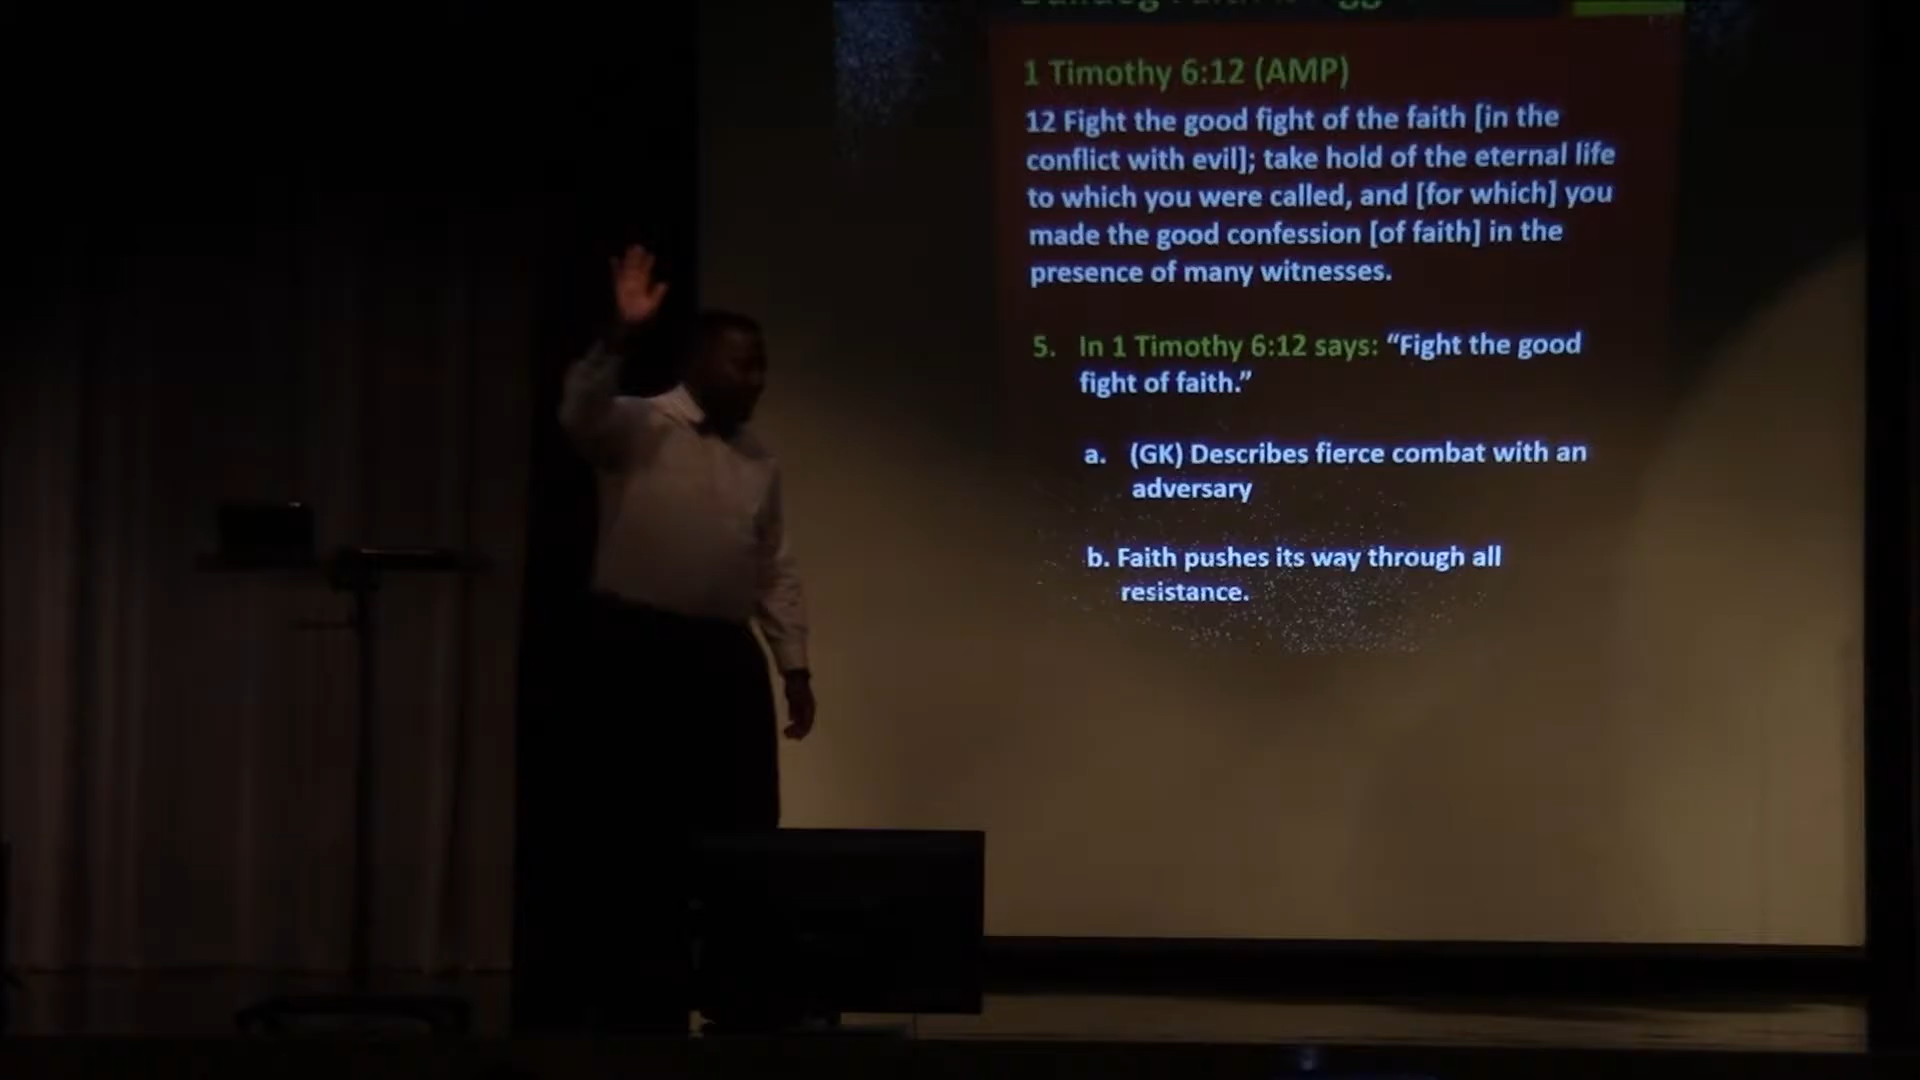 1 Timothy 6:12 (AMP)
12 Fight the good fight of the faith [in the
conflict with evil]; take hold of the eternal life
to which you were called, and [for which] you
made the good confession [of faith] in the
presence of many witnesses.
5. In 1 Timothy 6:12 says: “Fight the good
fight of faith.”
a. (GK) Describes fierce combat with an
adversary
b. Faith pushes its way through all
resistance.